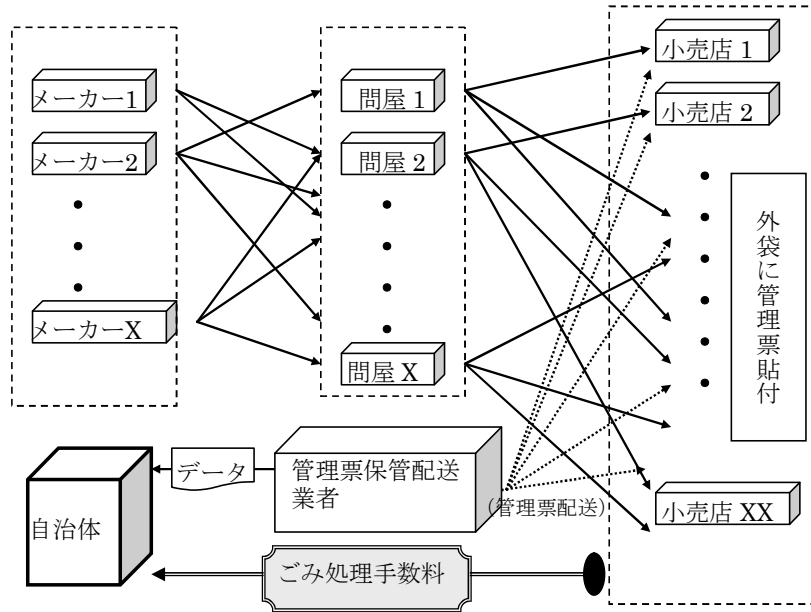 メーカー1
メーカー2
メーカーX
問屋 1
問屋 2
問屋 X
小売店 1
小売店 2
小売店 XX
外袋に管理票貼付
管理票保管配送
業者
データ
自治体
(管理票配送)
ごみ処理手数料